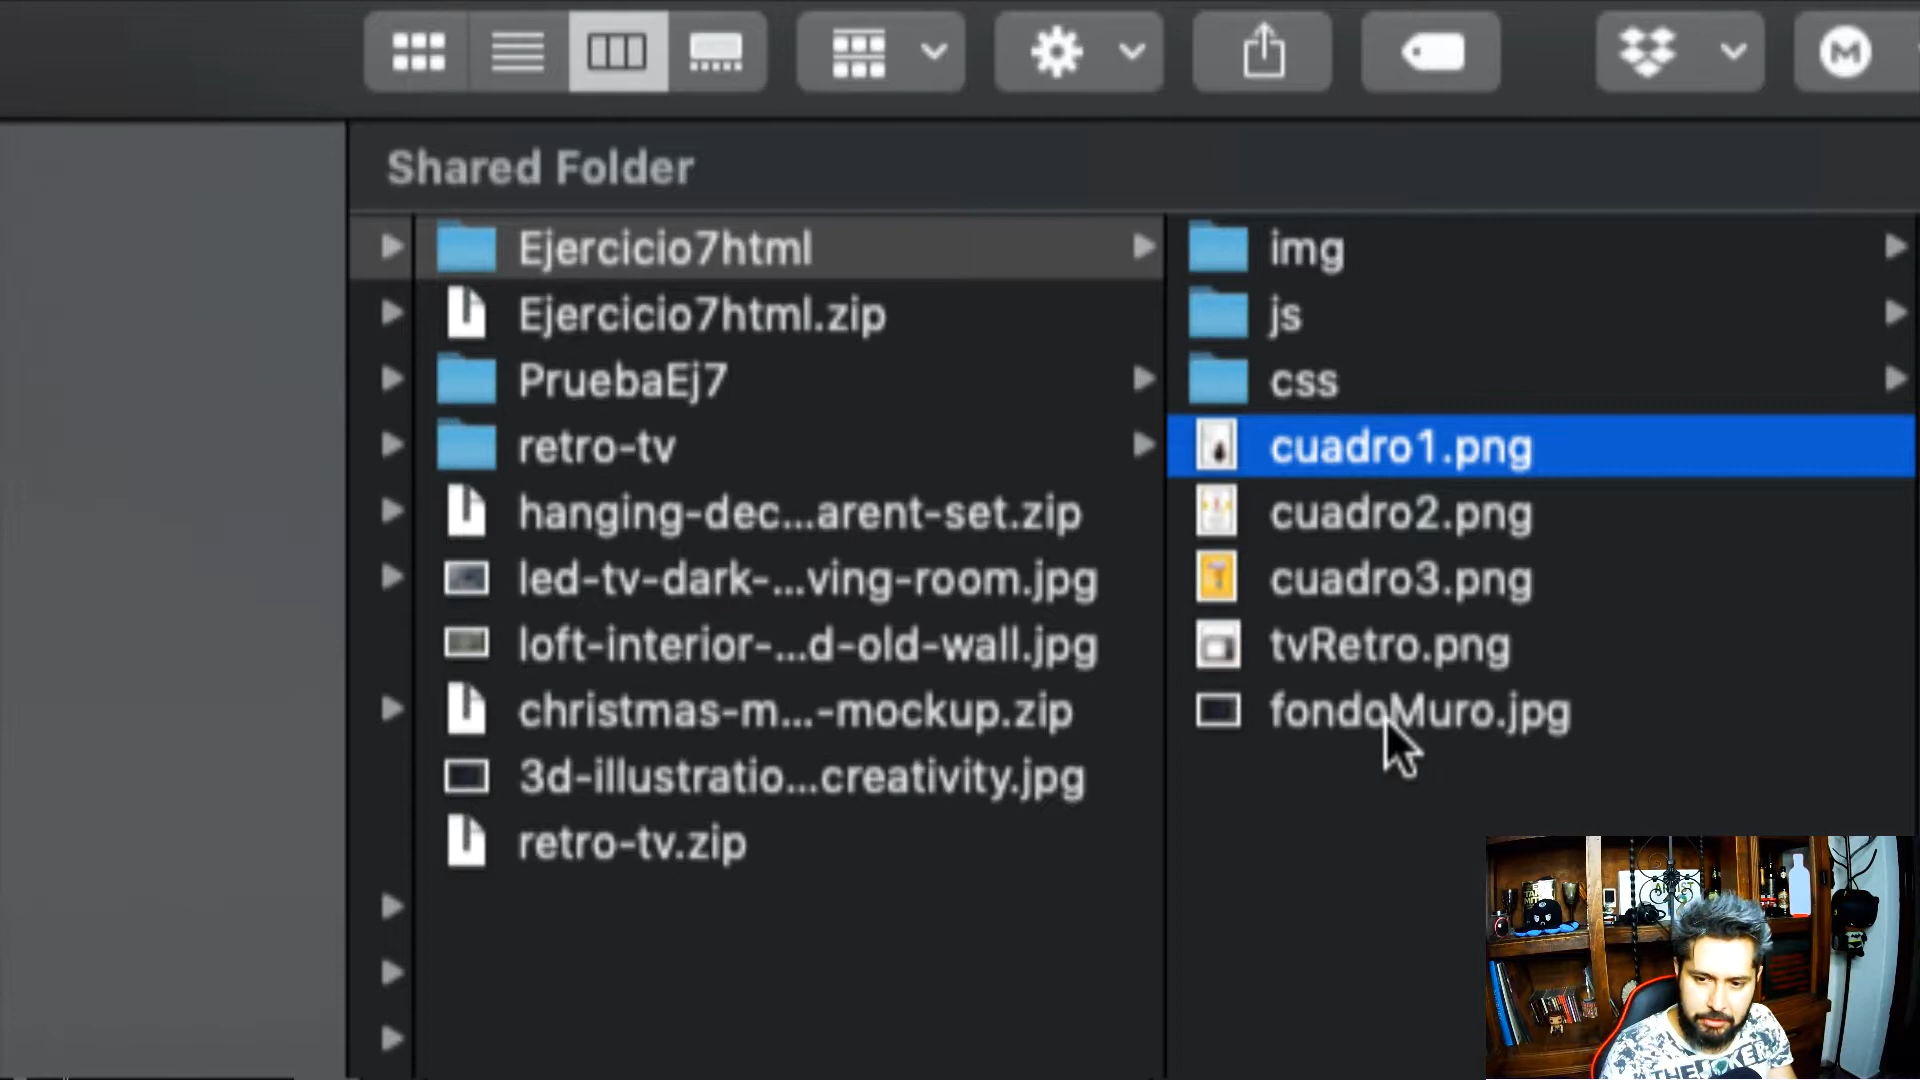 Shared Folder
Ejercicio7html
Ejercicio7html.zip
PruebaEj7
retro-tv
hanging-dec...arent-set.zip
led-tv-dark-...ving-room.jpg
loft-interior-...d-old-wall.jpg
christmas-m...-mockup.zip
3d-illustratio...creativity.jpg
retro-tv.zip
img
js
css
cuadro1.png
cuadro2.png
cuadro3.png
tvRetro.png
fondoMuro.jpg